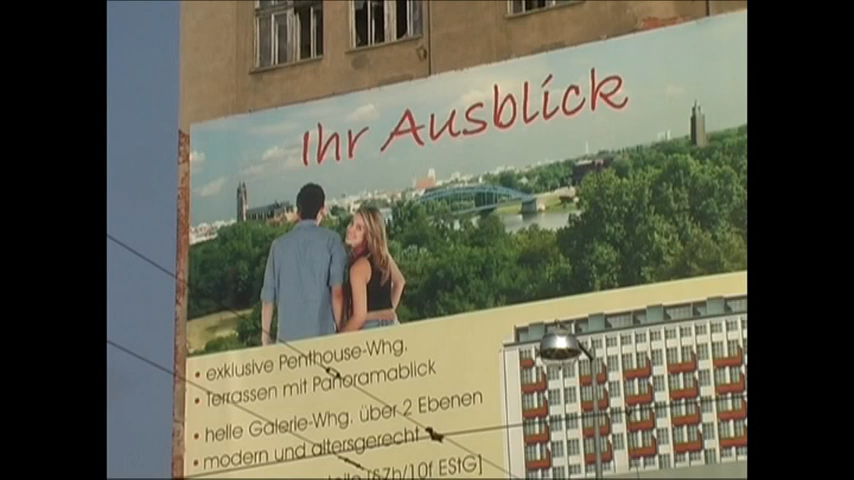 Ihr Ausblick
• exklusive Penthouse-Whg.
• Terrassen mit Panoramablick
• helle Galerie-Whg. über 2 Ebenen
• modern und altersgerecht
[§7h/10f EStG]